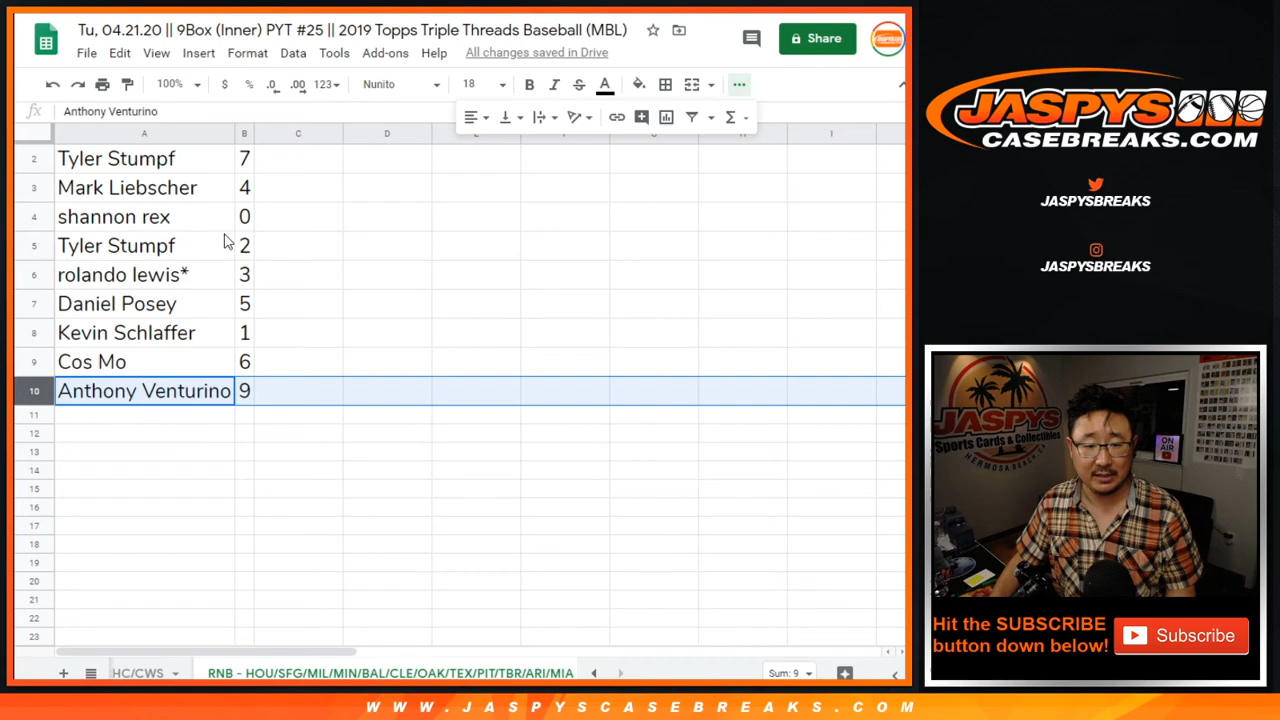 Tu, 04.21.20 || 9Box (Inner) PYT #25 || 2019 Topps Triple Threads Baseball (MBL)
Share
File Edit View Insert Format Data Tools Add-ons Help All changes saved in Drive
100% $ % .0 .00 123 Nunito 18 B I S A
fx Anthony Venturino
A B C D I
2 Tyler Stumpf 7
3 Mark Liebscher 4
4 shannon rex 0
5 Tyler Stumpf 2
6 rolando lewis* 3
7 Daniel Posey 5
8 Kevin Schlaffer 1
9 Cos Mo 6
10 Anthony Venturino 9
11
12
13
14
15
16
17
18
19
20
21
22
23
HC/CWS RNB - HOU/SFG/MIL/MIN/BAL/CLE/OAK/TEX/PIT/TBR/ARI/MIA Sum: 9
JASPYS
CASEBREAKS.COM
JASPYSBREAKS
JASPYSBREAKS
JASPYS
Sports Cards & Collectibles
HERMOSA BEACH, CA
ON AIR
Hit the SUBSCRIBE
button down below!
Subscribe
WWW.JASPYSCASEBREAKS.COM